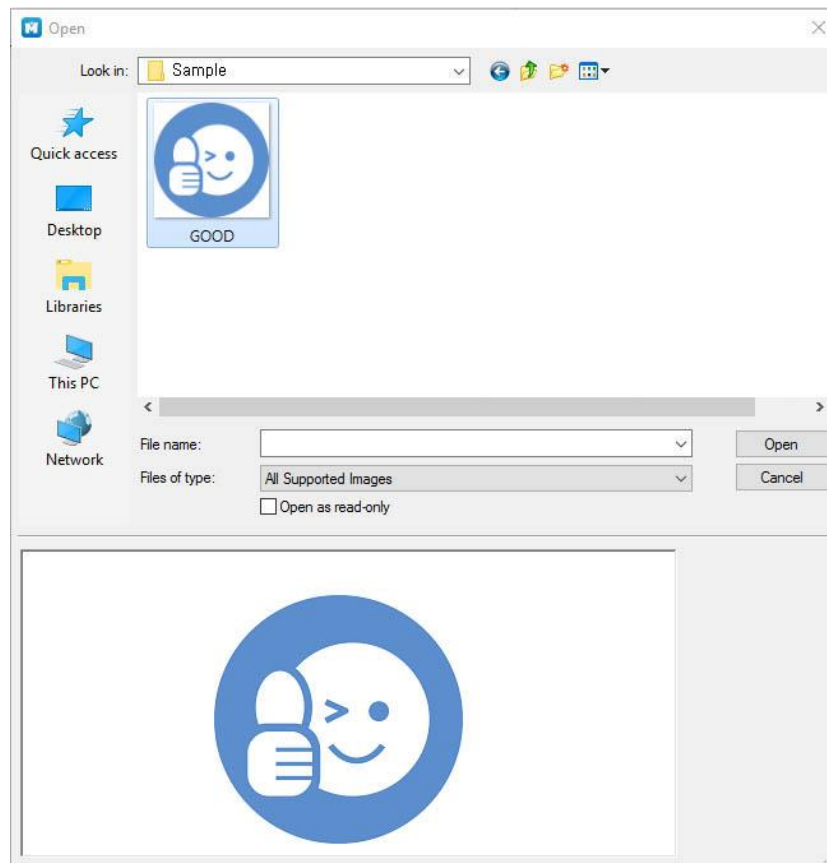 Open
Look in: Sample
Quick access
Desktop
Libraries
This PC
Network
GOOD
File name:
Open
Files of type: All Supported Images
Cancel
Open as read-only